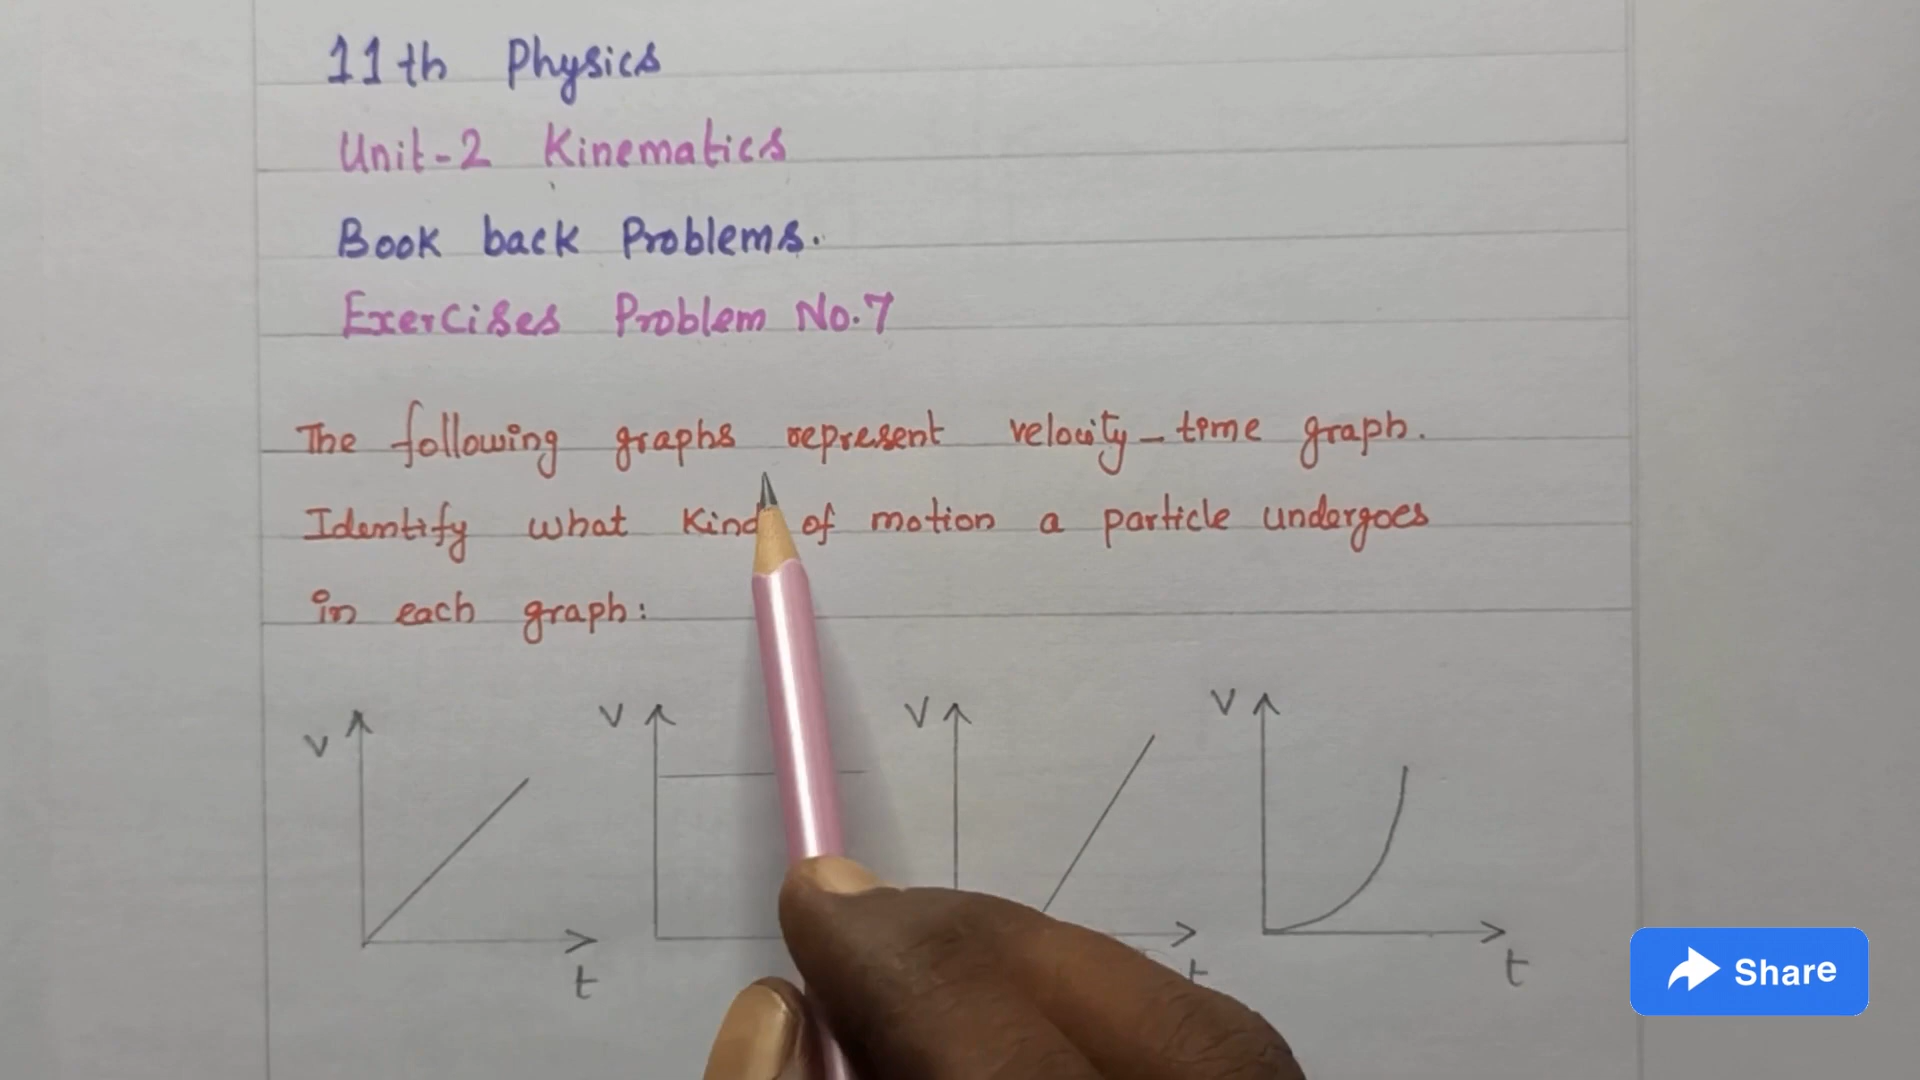 11th Physics
Unit-2 Kinematics
Book back Problems.
Exercises Problem No.7
The following graphs represent velocity-time graph.
Identify what kind of motion a particle undergoes
in each graph:
V V V V
t t t
Share